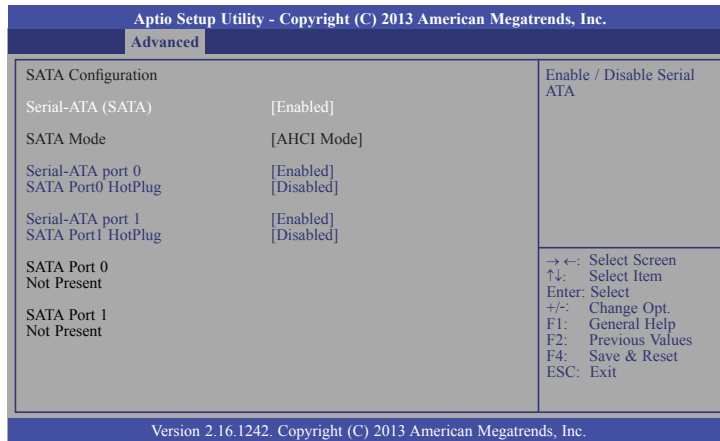 Aptio Setup Utility - Copyright (C) 2013 American Megatrends, Inc.
Advanced
SATA Configuration
Serial-ATA (SATA) [Enabled]
SATA Mode [AHCI Mode]
Serial-ATA port 0 [Enabled]
SATA Port0 HotPlug [Disabled]
Serial-ATA port 1 [Enabled]
SATA Port1 HotPlug [Disabled]
SATA Port 0
Not Present
SATA Port 1
Not Present
Enable / Disable Serial
ATA
→←: Select Screen
↑↓: Select Item
Enter: Select
+/-: Change Opt.
F1: General Help
F2: Previous Values
F4: Save & Reset
ESC: Exit
Version 2.16.1242. Copyright (C) 2013 American Megatrends, Inc.